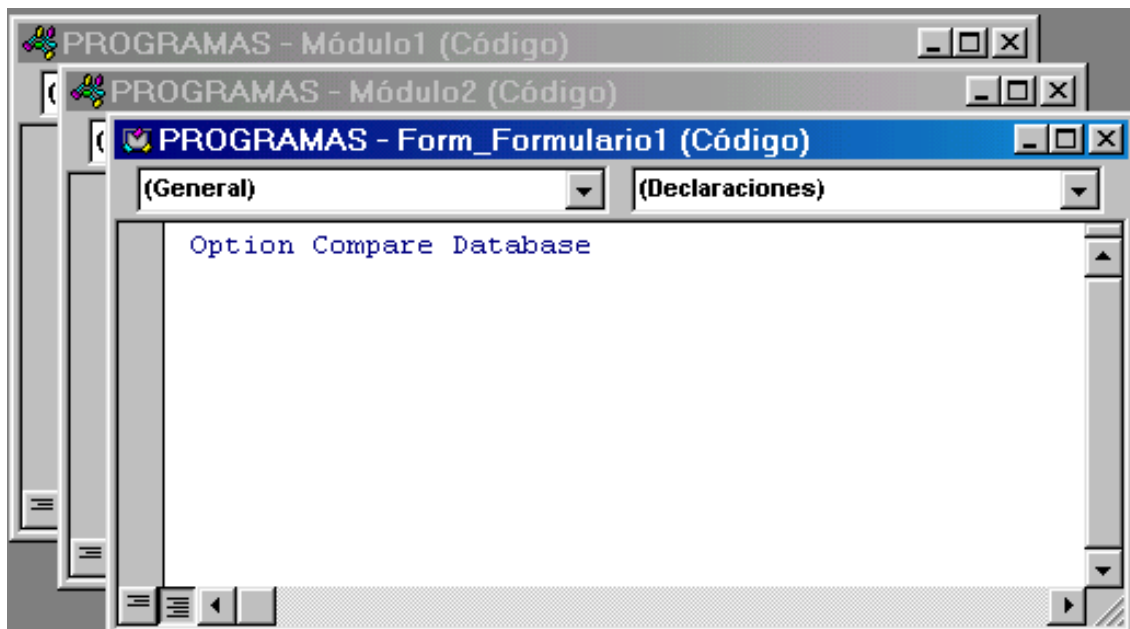 PROGRAMAS - Módulo1 (Código)
PROGRAMAS - Módulo2 (Código)
PROGRAMAS - Form_Formulario1 (Código)
(General) (Declaraciones)
Option Compare Database